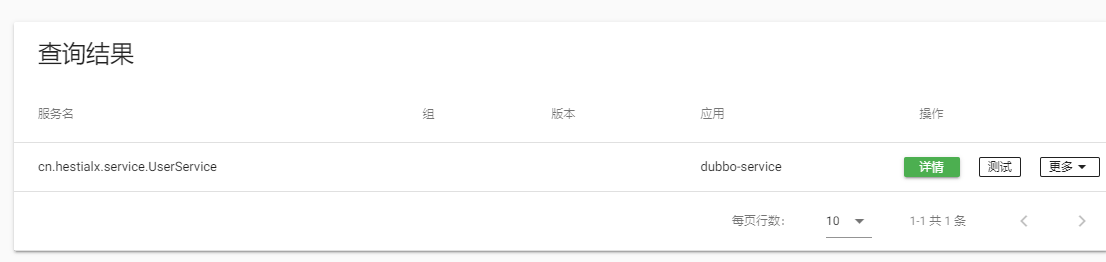 查询结果
服务名 组 版本 应用 操作
cn.hestialx.service.UserService dubbo-service 详情 测试 更多
每页行数: 10 1-1 共 1 条